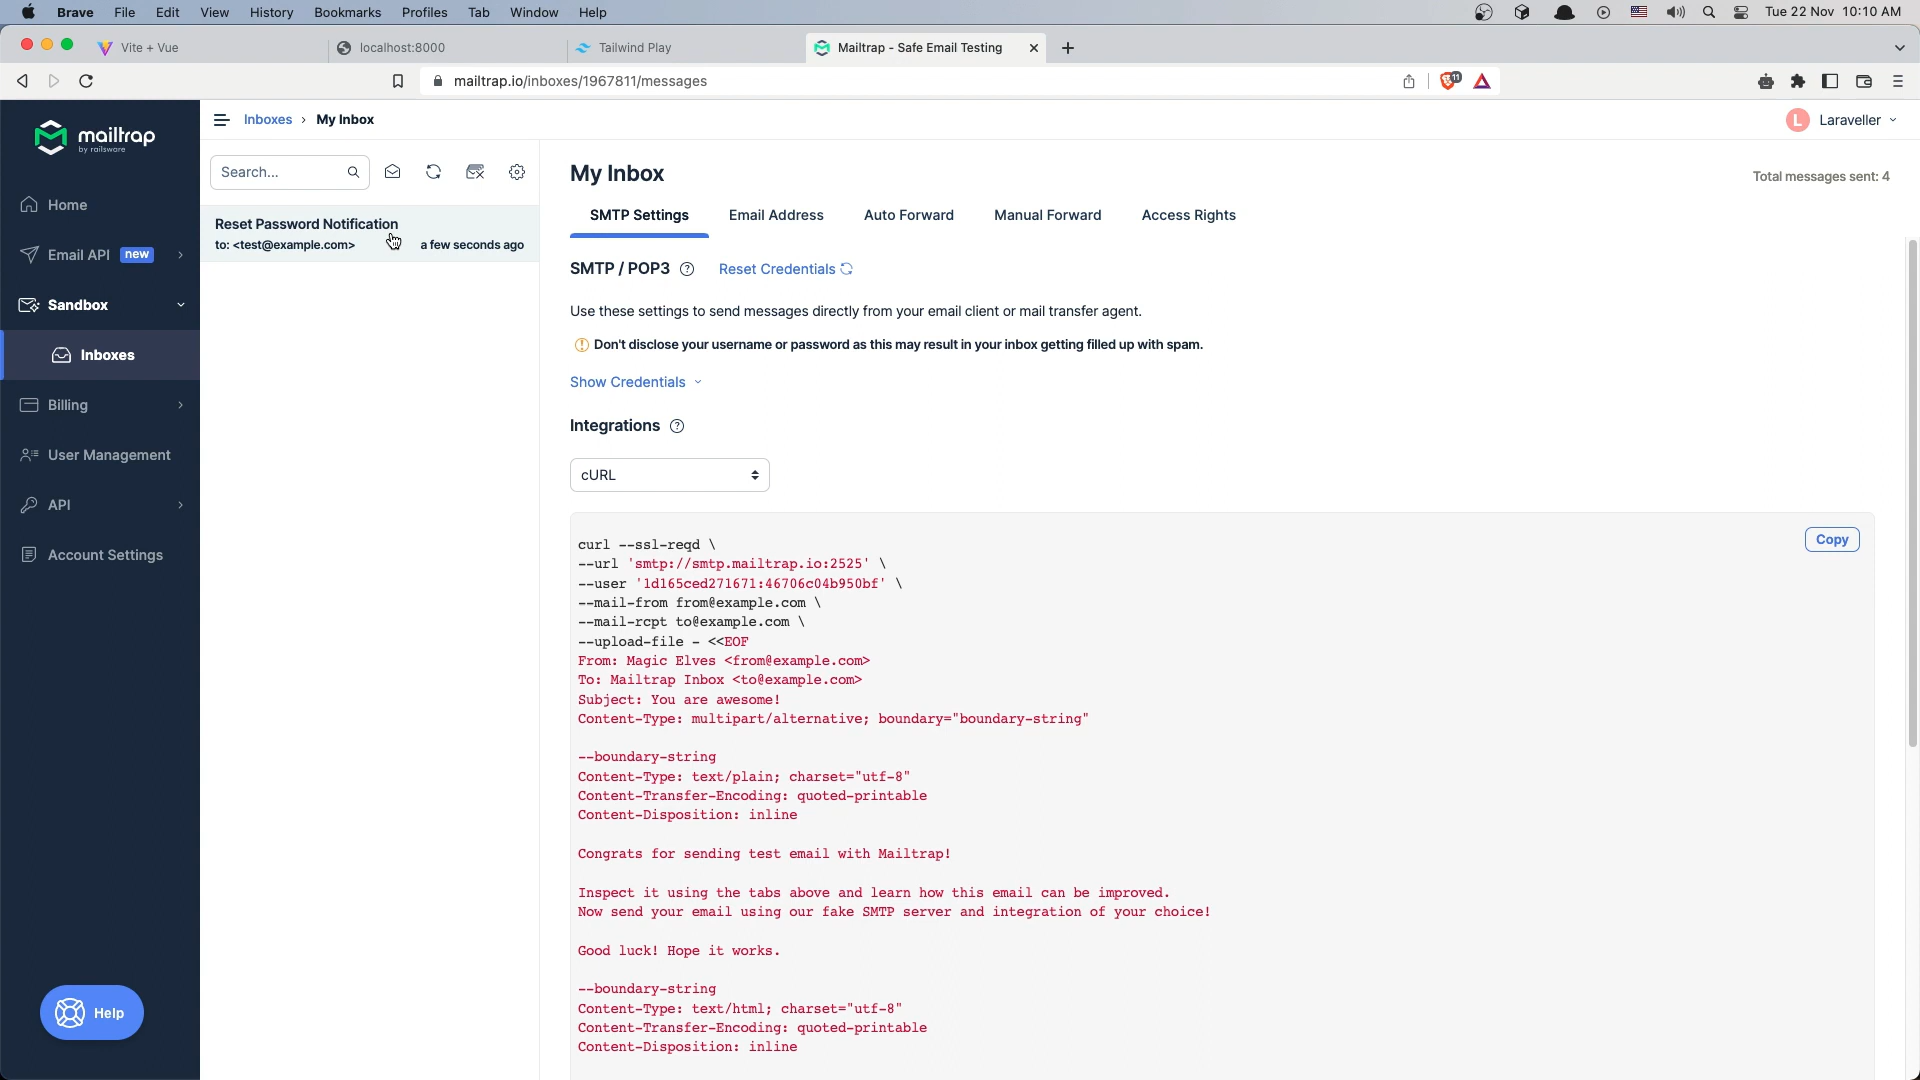 Brave File Edit View History Bookmarks Profiles Tab Window Help Tue 22 Nov 10:10 AM
Vite + Vue localhost:8000 Tailwind Play Mailtrap - Safe Email Testing
mailtrap.io/inboxes/1967811/messages 11
mailtrap
by railsware
Inboxes › My Inbox
L Laraveller
Search...
My Inbox
Total messages sent: 4
Home
Email API new
Sandbox
Inboxes
Billing
User Management
API
Account Settings
Help
Reset Password Notification
to: <test@example.com> a few seconds ago
SMTP Settings Email Address Auto Forward Manual Forward Access Rights
SMTP / POP3 ? Reset Credentials
Use these settings to send messages directly from your email client or mail transfer agent.
Don't disclose your username or password as this may result in your inbox getting filled up with spam.
Show Credentials
Integrations ?
cURL
Copy
curl --ssl-reqd \
--url 'smtp://smtp.mailtrap.io:2525' \
--user '1d165ced271671:46706c04b950bf' \
--mail-from from@example.com \
--mail-rcpt to@example.com \
--upload-file - <<EOF
From: Magic Elves <from@example.com>
To: Mailtrap Inbox <to@example.com>
Subject: You are awesome!
Content-Type: multipart/alternative; boundary="boundary-string"
--boundary-string
Content-Type: text/plain; charset="utf-8"
Content-Transfer-Encoding: quoted-printable
Content-Disposition: inline
Congrats for sending test email with Mailtrap!
Inspect it using the tabs above and learn how this email can be improved.
Now send your email using our fake SMTP server and integration of your choice!
Good luck! Hope it works.
--boundary-string
Content-Type: text/html; charset="utf-8"
Content-Transfer-Encoding: quoted-printable
Content-Disposition: inline